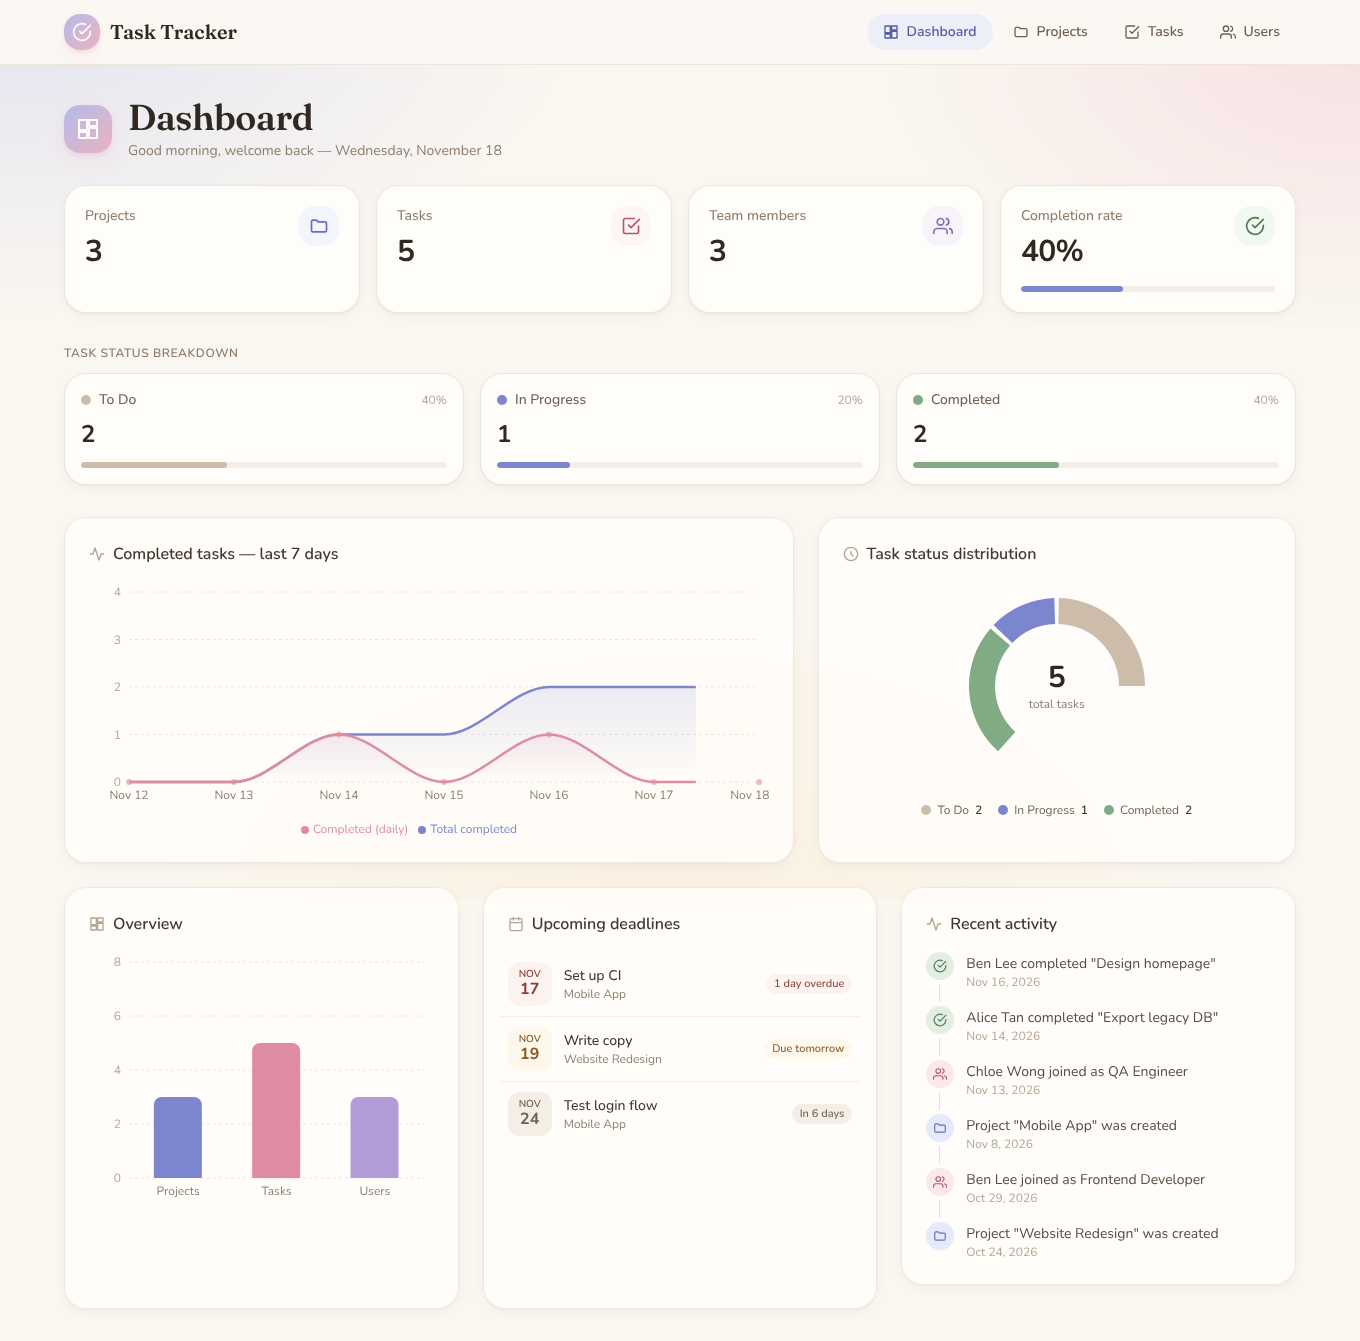 Task Tracker
Dashboard
Projects
Tasks
Users
Dashboard
Good morning, welcome back — Wednesday, November 18
Projects
3
Tasks
5
Team members
3
Completion rate
40%
TASK STATUS BREAKDOWN
To Do
40%
2
In Progress
20%
1
Completed
40%
2
Completed tasks — last 7 days
4
3
2
1
0
Nov 12
Nov 13
Nov 14
Nov 15
Nov 16
Nov 17
Nov 18
Completed (daily)
Total completed
Task status distribution
5
total tasks
To Do 2
In Progress 1
Completed 2
Overview
8
6
4
2
0
Projects
Tasks
Users
Upcoming deadlines
NOV
17
Set up CI
Mobile App
1 day overdue
NOV
19
Write copy
Website Redesign
Due tomorrow
NOV
24
Test login flow
Mobile App
In 6 days
Recent activity
Ben Lee completed "Design homepage"
Nov 16, 2026
Alice Tan completed "Export legacy DB"
Nov 14, 2026
Chloe Wong joined as QA Engineer
Nov 13, 2026
Project "Mobile App" was created
Nov 8, 2026
Ben Lee joined as Frontend Developer
Oct 29, 2026
Project "Website Redesign" was created
Oct 24, 2026